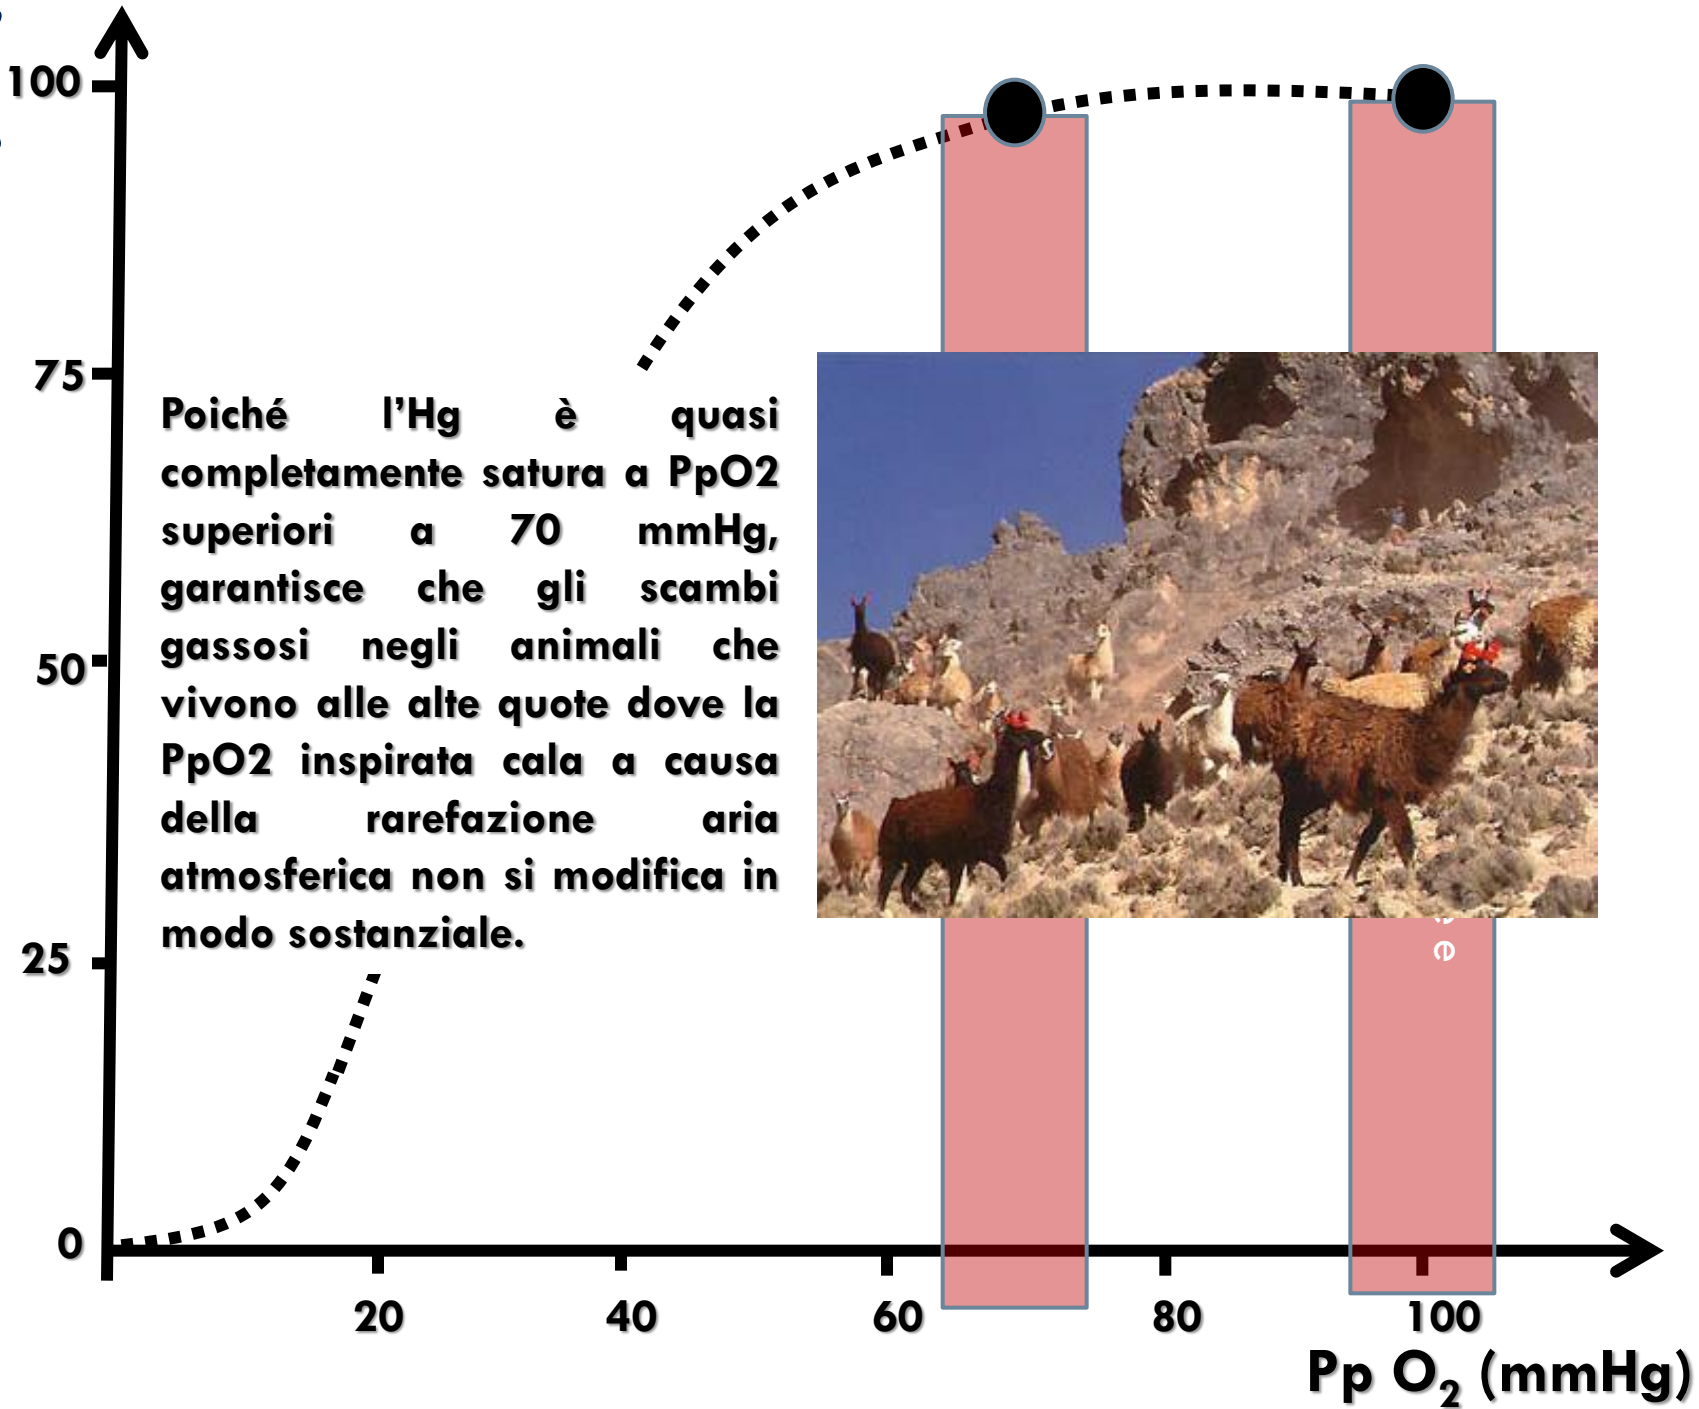 100
75
Poiché l’Hg è quasi
completamente satura a PpO2
superiori a 70 mmHg,
garantisce che gli scambi
gassosi negli animali che
vivono alle alte quote dove la
PpO2 inspirata cala a causa
della rarefazione aria
atmosferica non si modifica in
modo sostanziale.
50
25
0
20 40 60 80 100
Pp O₂ (mmHg)